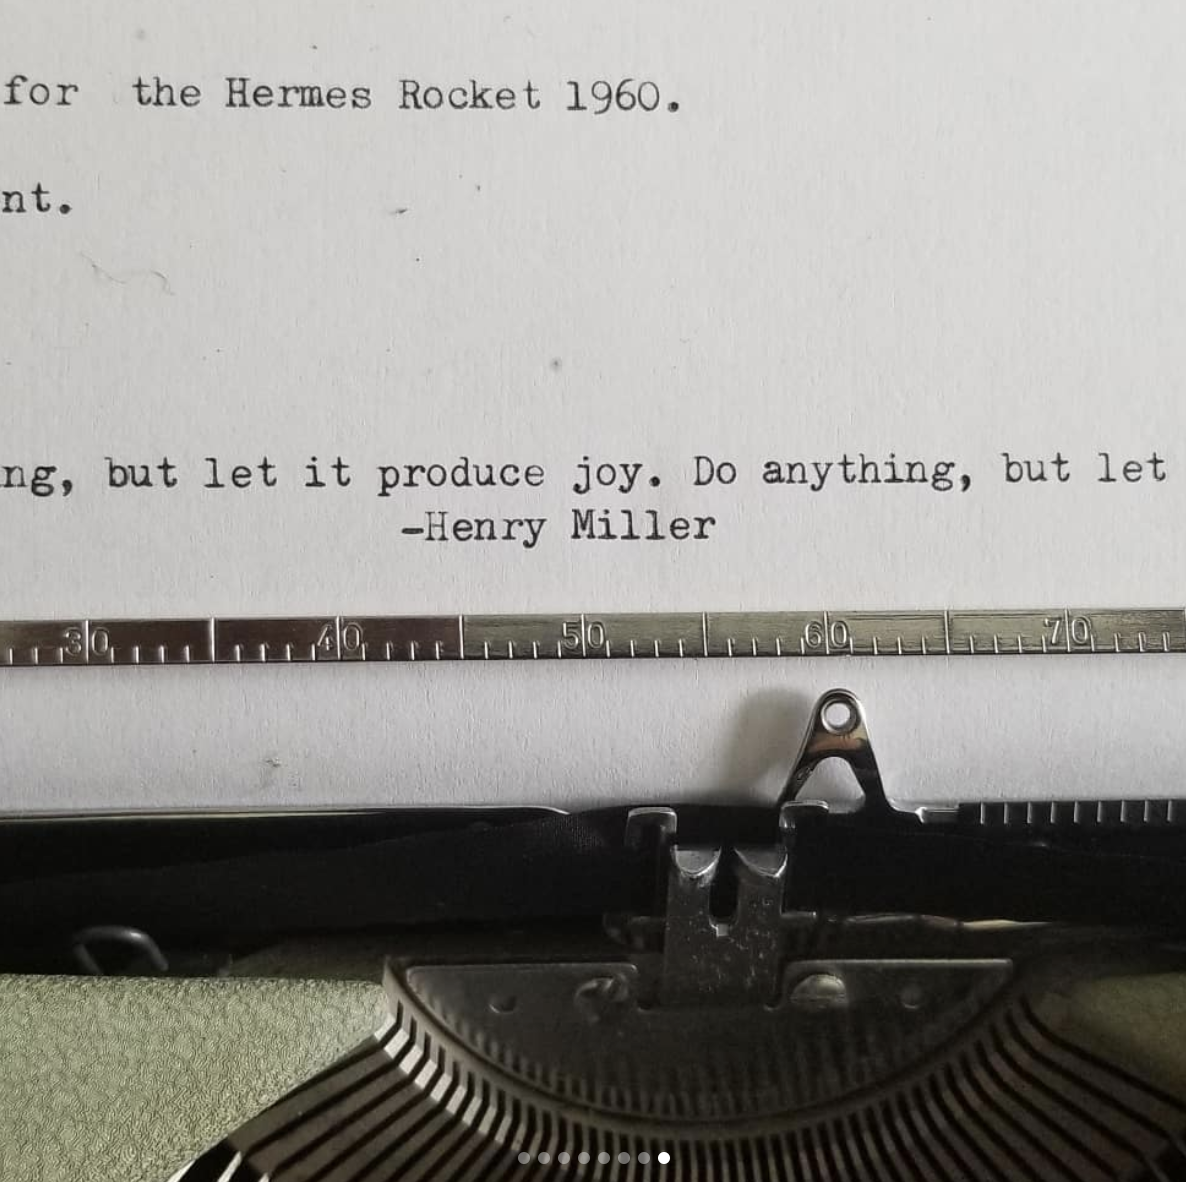 for  the Hermes Rocket 1960.
nt.
ng, but let it produce joy. Do anything, but let
-Henry Miller
30 40 50 60 70